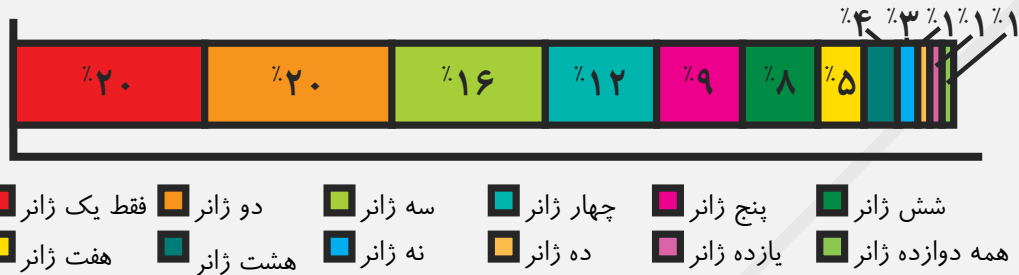 ٪۴ ٪۳ ٪۱ ٪۱ ٪۱
٪۲۰ ٪۲۰ ٪۱۶ ٪۱۲ ٪۹ ٪۸ ٪۵
فقط یک ژانر دو ژانر سه ژانر چهار ژانر پنج ژانر شش ژانر
هفت ژانر هشت ژانر نه ژانر ده ژانر یازده ژانر همه دوازده ژانر